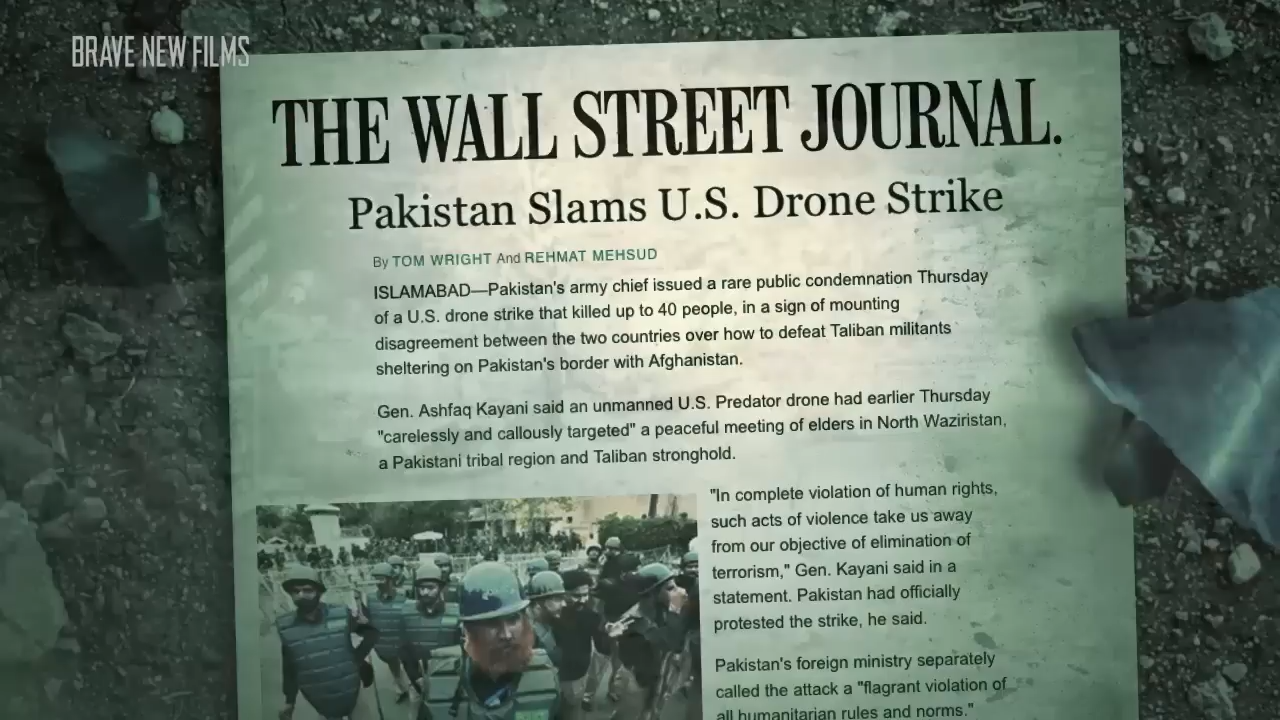 BRAVE NEW FILMS
THE WALL STREET JOURNAL.
Pakistan Slams U.S. Drone Strike
By TOM WRIGHT And REHMAT MEHSUD
ISLAMABAD—Pakistan's army chief issued a rare public condemnation Thursday
of a U.S. drone strike that killed up to 40 people, in a sign of mounting
disagreement between the two countries over how to defeat Taliban militants
sheltering on Pakistan's border with Afghanistan.
Gen. Ashfaq Kayani said an unmanned U.S. Predator drone had earlier Thursday
"carelessly and callously targeted" a peaceful meeting of elders in North Waziristan,
a Pakistani tribal region and Taliban stronghold.
"In complete violation of human rights,
such acts of violence take us away
from our objective of elimination of
terrorism," Gen. Kayani said in a
statement. Pakistan had officially
protested the strike, he said.
Pakistan's foreign ministry separately
called the attack a "flagrant violation of
all humanitarian rules and norms."